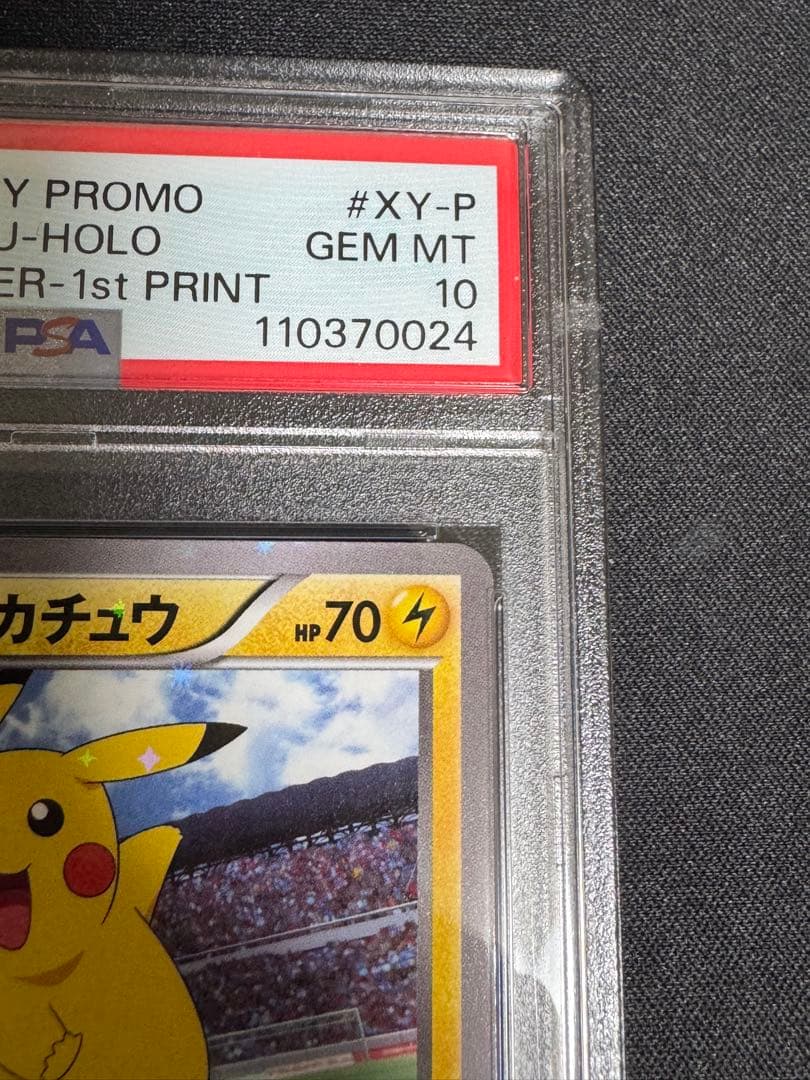 Y PROMO #XY-P
U-HOLO GEM MT
ER-1st PRINT 10
PSA 110370024
カチュウ HP70